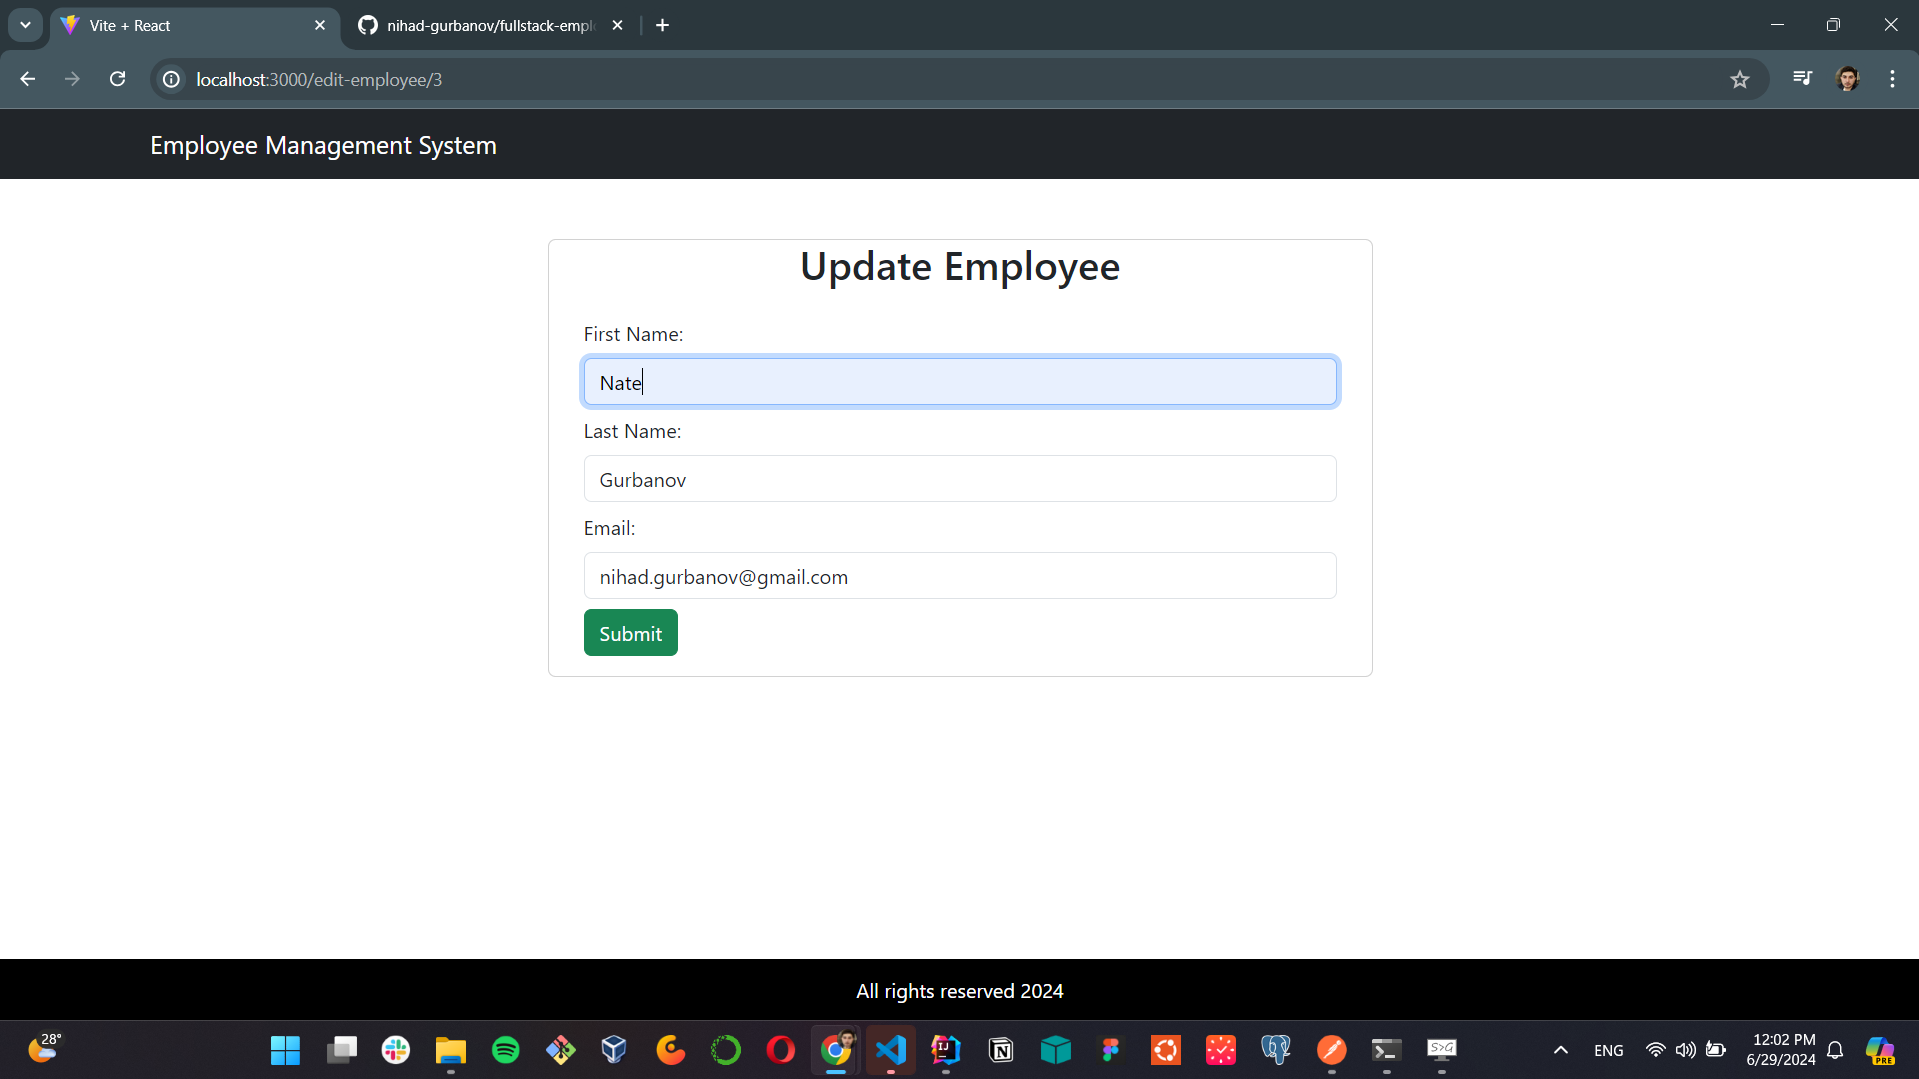 Vite + React
nihad-gurbanov/fullstack-empl
localhost:3000/edit-employee/3
Employee Management System
Update Employee
First Name:
Nate
Last Name:
Gurbanov
Email:
nihad.gurbanov@gmail.com
Submit
All rights reserved 2024
28°
IJ
S>G
ENG
12:02 PM
6/29/2024
PRE